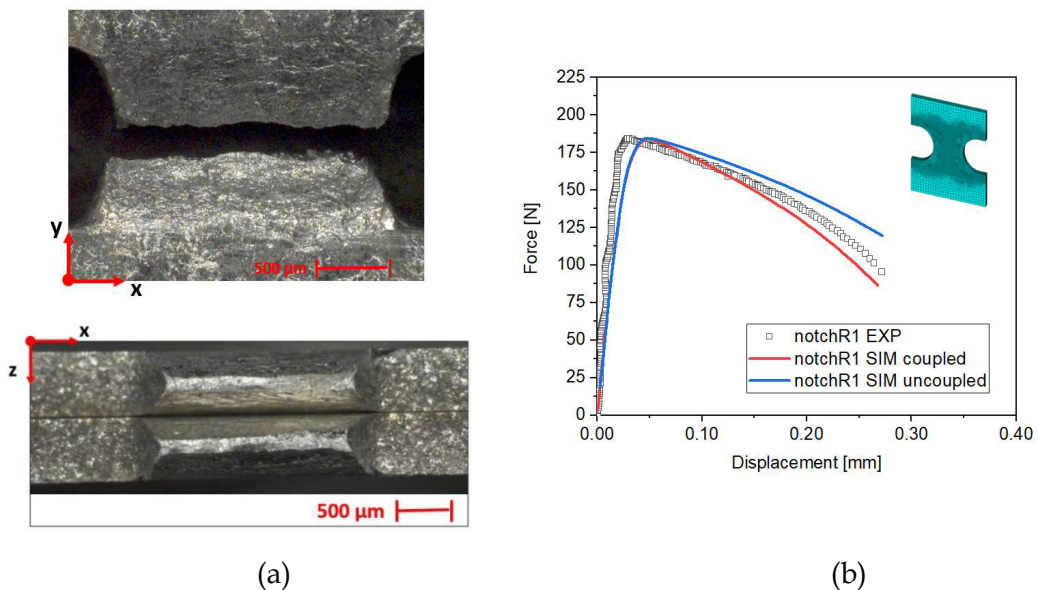 y
x
500 µm
x
z
500 µm
(a)
225
200
175
150
125
100
75
50
25
0
Force [N]
0.00 0.10 0.20 0.30 0.40
Displacement [mm]
notchR1 EXP
notchR1 SIM coupled
notchR1 SIM uncoupled
(b)